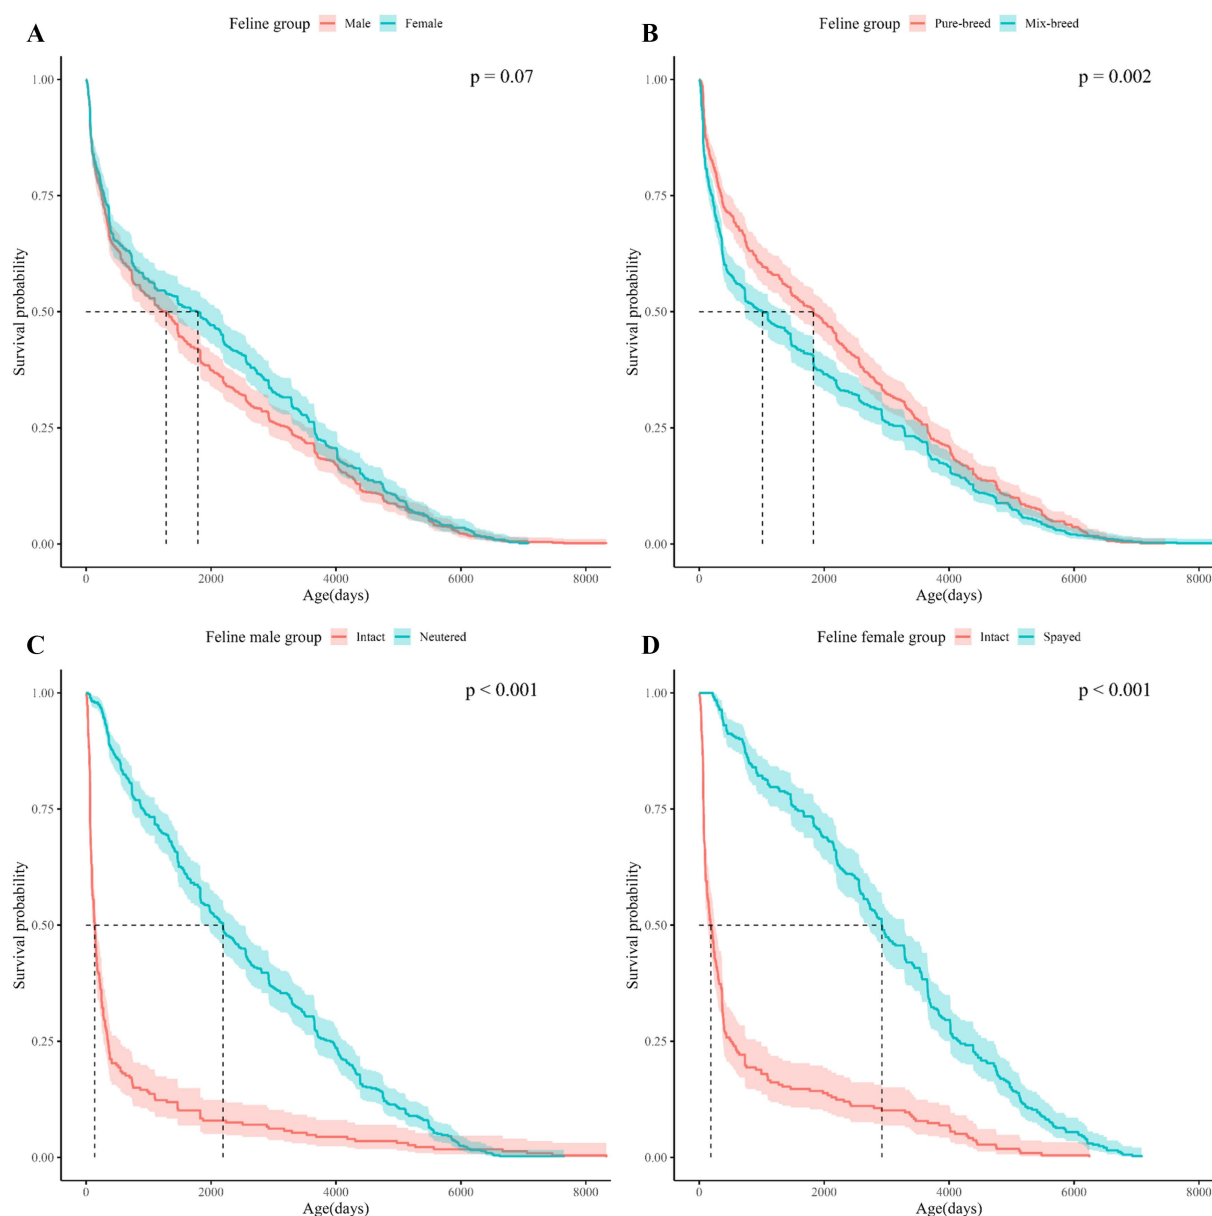 A
Feline group Male Female
p = 0.07
Survival probability
1.00
0.75
0.50
0.25
0.00
0 2000 4000 6000 8000
Age(days)
B
Feline group Pure-breed Mix-breed
p = 0.002
Survival probability
1.00
0.75
0.50
0.25
0.00
0 2000 4000 6000 8000
Age(days)
C
Feline male group Intact Neutered
p < 0.001
Survival probability
1.00
0.75
0.50
0.25
0.00
0 2000 4000 6000 8000
Age(days)
D
Feline female group Intact Spayed
p < 0.001
Survival probability
1.00
0.75
0.50
0.25
0.00
0 2000 4000 6000 8000
Age(days)